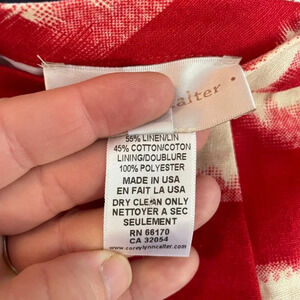 calter
55% LINEN/LIN
45% COTTON/COTON
LINING/DOUBLURE
100% POLYESTER
MADE IN USA
EN FAIT LA USA
DRY CLEAN ONLY
NETTOYER A SEC
SEULEMENT
RN 66170
CA 32054
www.coreylynncalter.com